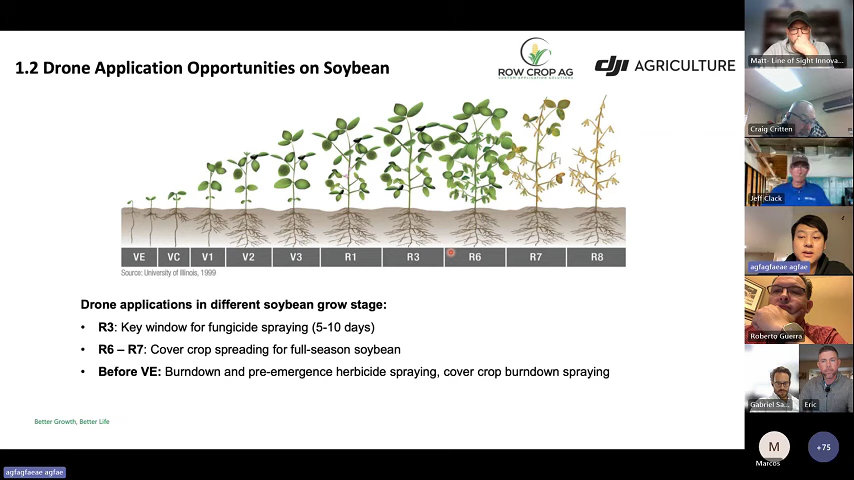 1.2 Drone Application Opportunities on Soybean
ROW CROP AG
dji AGRICULTURE
VE VC V1 V2 V3 R1 R3 R6 R7 R8
Source: University of Illinois, 1999
Drone applications in different soybean grow stage:
• R3: Key window for fungicide spraying (5-10 days)
• R6 – R7: Cover crop spreading for full-season soybean
• Before VE: Burndown and pre-emergence herbicide spraying, cover crop burndown spraying
Better Growth, Better Life
agfagfaeae agfae
Matt- Line of Sight Innova...
Craig Critten
Jeff Clack
agfagfaeae agfae
Roberto Guerra
Gabriel Sa...
Eric
M
Marcos
+75